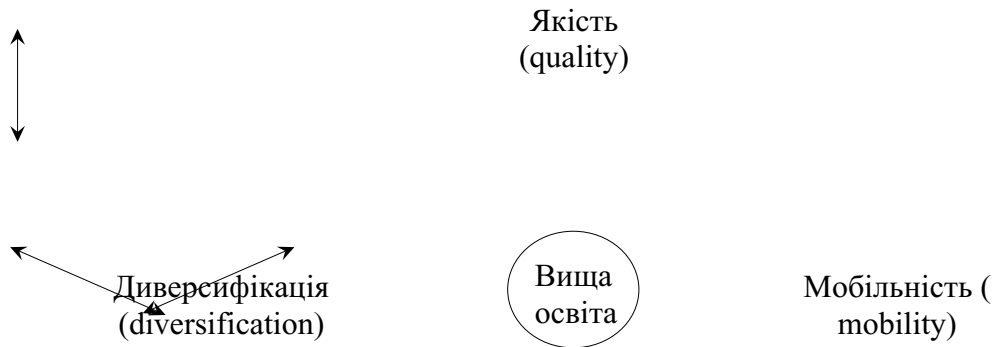 Якість
(quality)
Диверсифікація
(diversification)
Вища
освіта
Мобільність (
mobility)